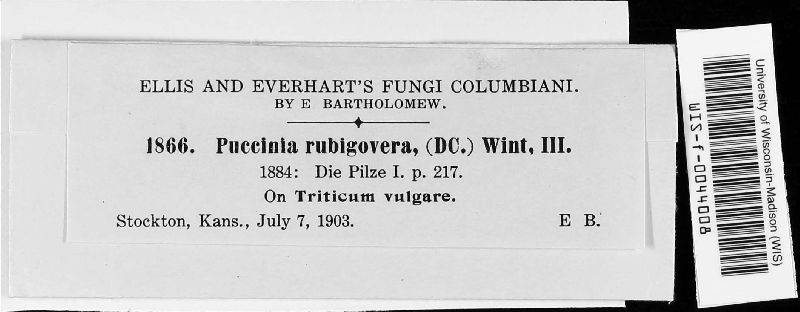 ELLIS AND EVERHART'S FUNGI COLUMBIANI.
BY E BARTHOLOMEW.
1866. Puccinia rubigovera, (DC.) Wint, III.
1884: Die Pilze I. p. 217.
On Triticum vulgare.
Stockton, Kans., July 7, 1903. E B.
University of Wisconsin-Madison (WIS)
WIS-f-0044008